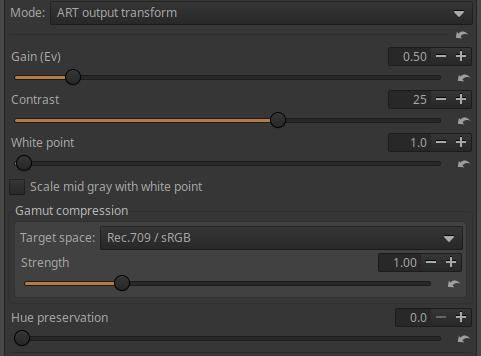 Mode: ART output transform
Gain (Ev) 0.50
Contrast 25
White point 1.0
Scale mid gray with white point
Gamut compression
Target space: Rec.709 / sRGB
Strength 1.00
Hue preservation 0.0